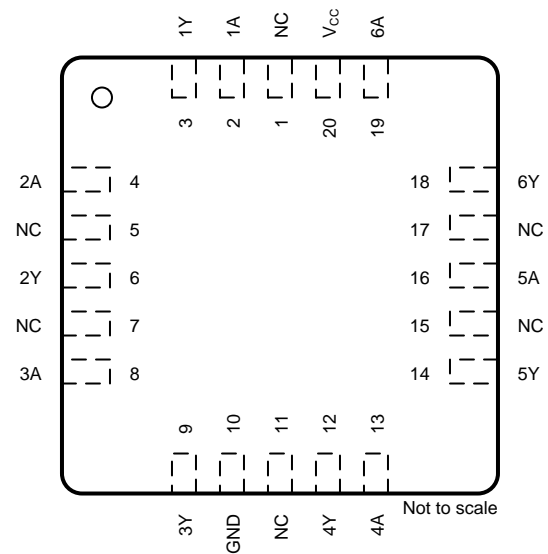 1Y 1A NC VCC 6A
3 2 1 20 19
2A 4 18 6Y
NC 5 17 NC
2Y 6 16 5A
NC 7 15 NC
3A 8 14 5Y
9 10 11 12 13
3Y GND NC 4Y 4A
Not to scale